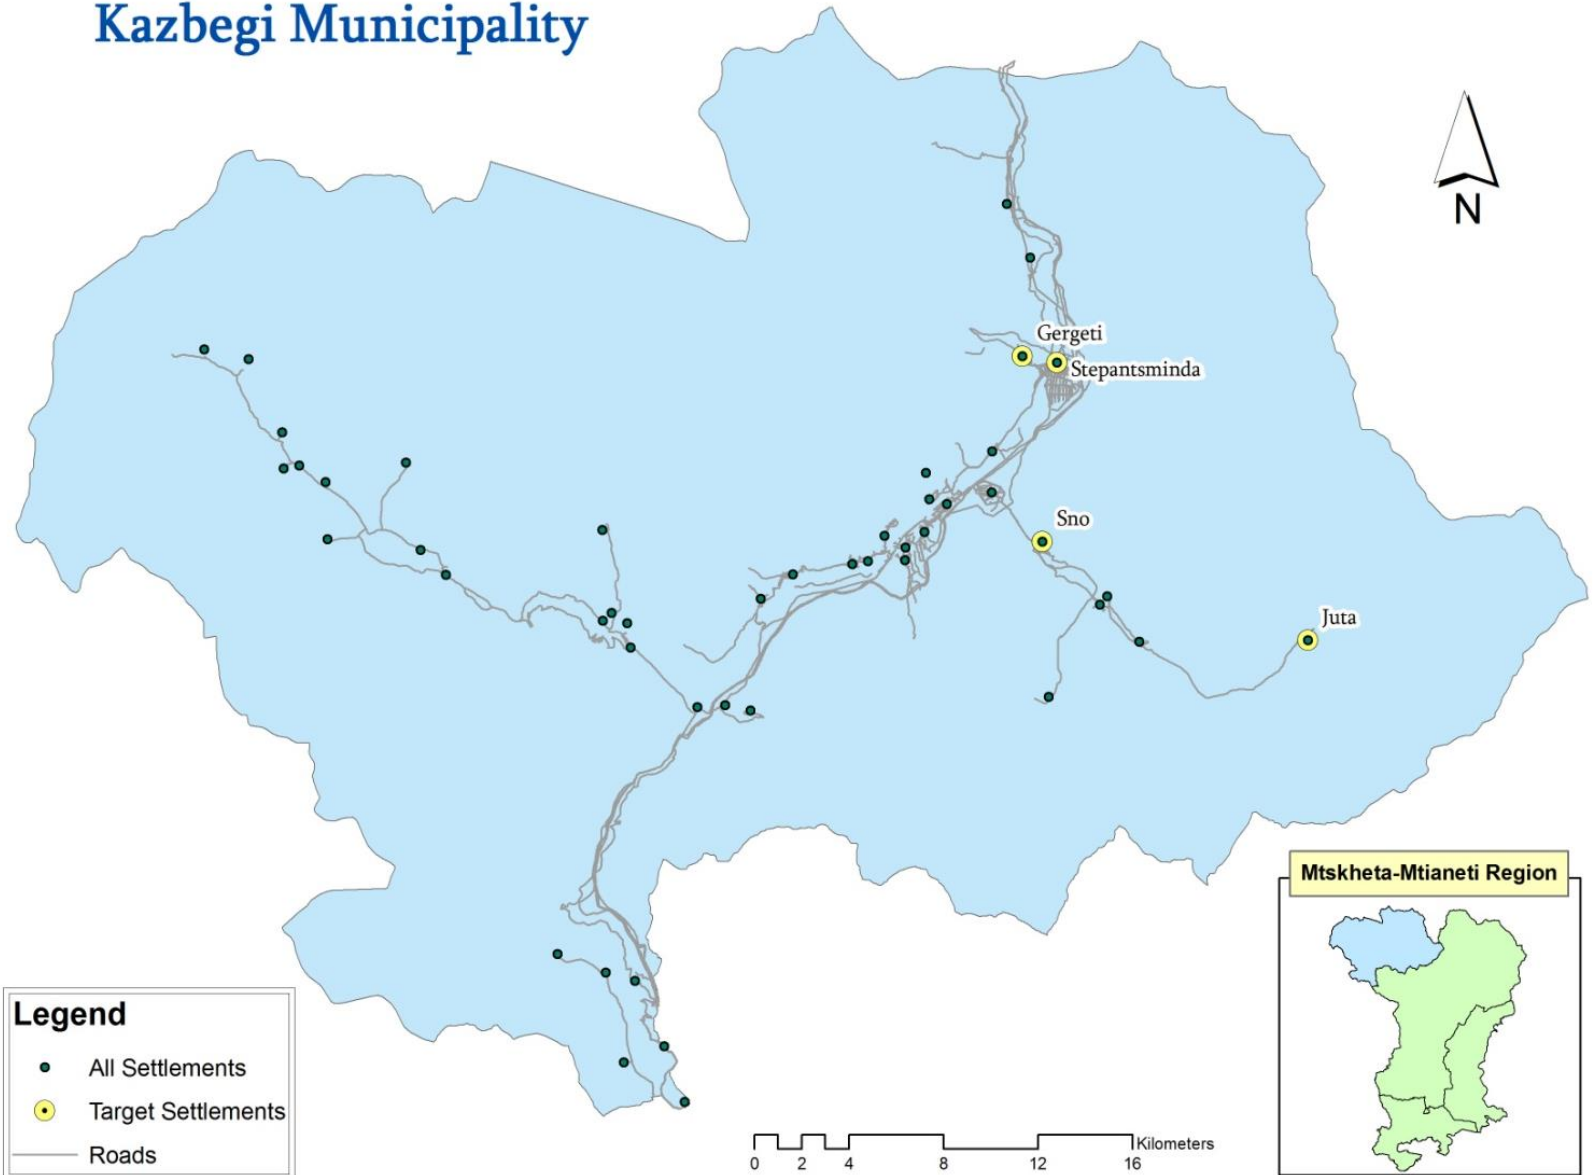 Kazbegi Municipality
N
Gergeti
Stepantsminda
Sno
Juta
Mtskheta-Mtianeti Region
Legend
All Settlements
Target Settlements
Roads
Kilometers
0 2 4 8 12 16